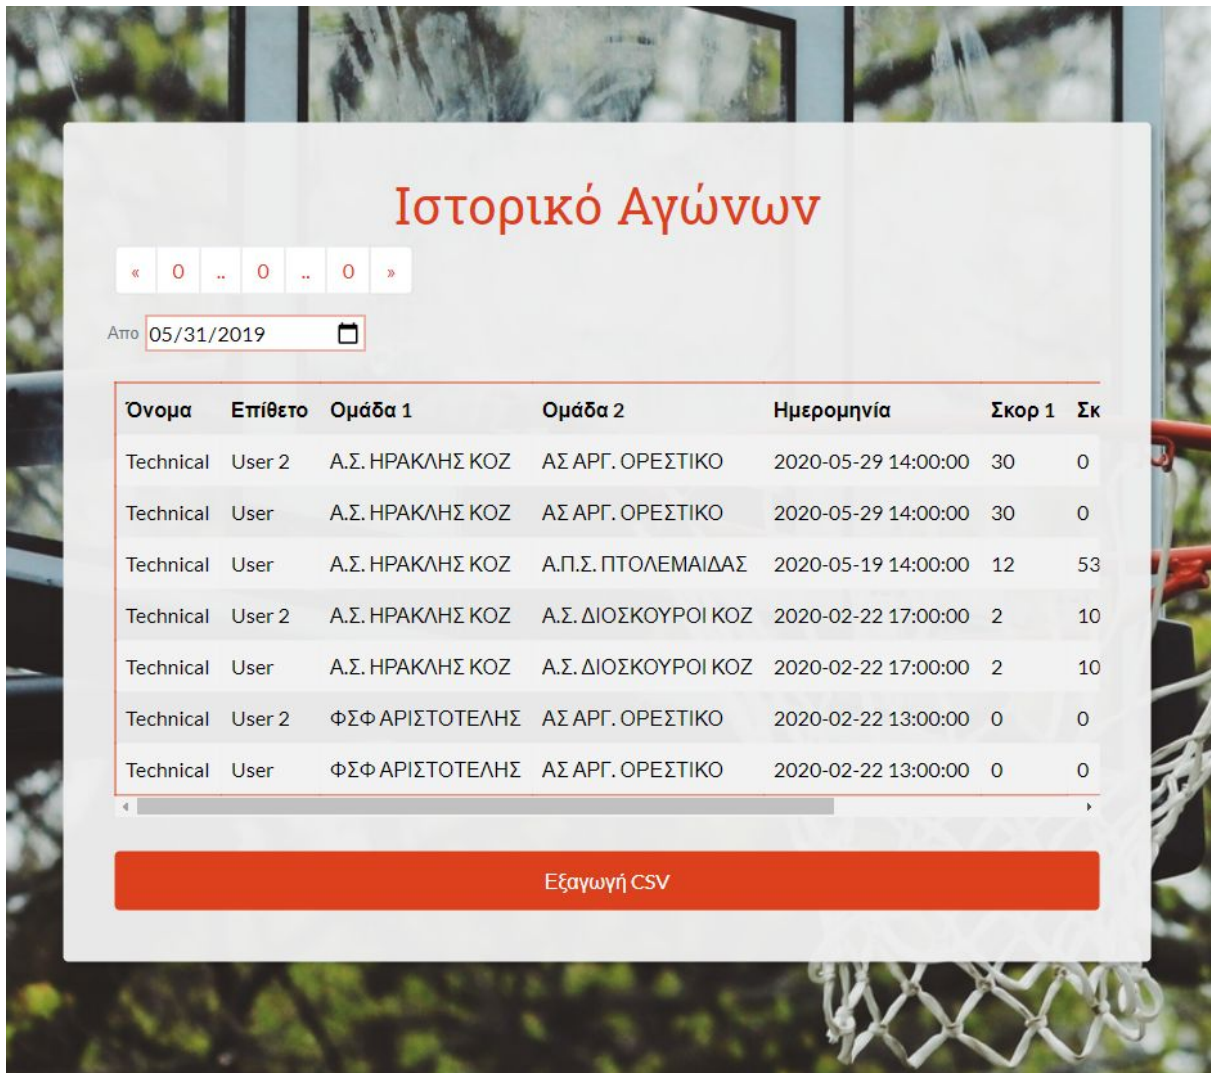 Ιστορικό Αγώνων
« 0 .. 0 .. 0 »
Απο 05/31/2019
Όνομα Επίθετο Ομάδα 1 Ομάδα 2 Ημερομηνία Σκορ 1 Σκ
Technical User 2 Α.Σ. ΗΡΑΚΛΗΣ ΚΟΖ ΑΣ ΑΡΓ. ΟΡΕΣΤΙΚΟ 2020-05-29 14:00:00 30 0
Technical User Α.Σ. ΗΡΑΚΛΗΣ ΚΟΖ ΑΣ ΑΡΓ. ΟΡΕΣΤΙΚΟ 2020-05-29 14:00:00 30 0
Technical User Α.Σ. ΗΡΑΚΛΗΣ ΚΟΖ Α.Π.Σ. ΠΤΟΛΕΜΑΙΔΑΣ 2020-05-19 14:00:00 12 53
Technical User 2 Α.Σ. ΗΡΑΚΛΗΣ ΚΟΖ Α.Σ. ΔΙΟΣΚΟΥΡΟΙ ΚΟΖ 2020-02-22 17:00:00 2 10
Technical User Α.Σ. ΗΡΑΚΛΗΣ ΚΟΖ Α.Σ. ΔΙΟΣΚΟΥΡΟΙ ΚΟΖ 2020-02-22 17:00:00 2 10
Technical User 2 ΦΣΦ ΑΡΙΣΤΟΤΕΛΗΣ ΑΣ ΑΡΓ. ΟΡΕΣΤΙΚΟ 2020-02-22 13:00:00 0 0
Technical User ΦΣΦ ΑΡΙΣΤΟΤΕΛΗΣ ΑΣ ΑΡΓ. ΟΡΕΣΤΙΚΟ 2020-02-22 13:00:00 0 0
Εξαγωγή CSV